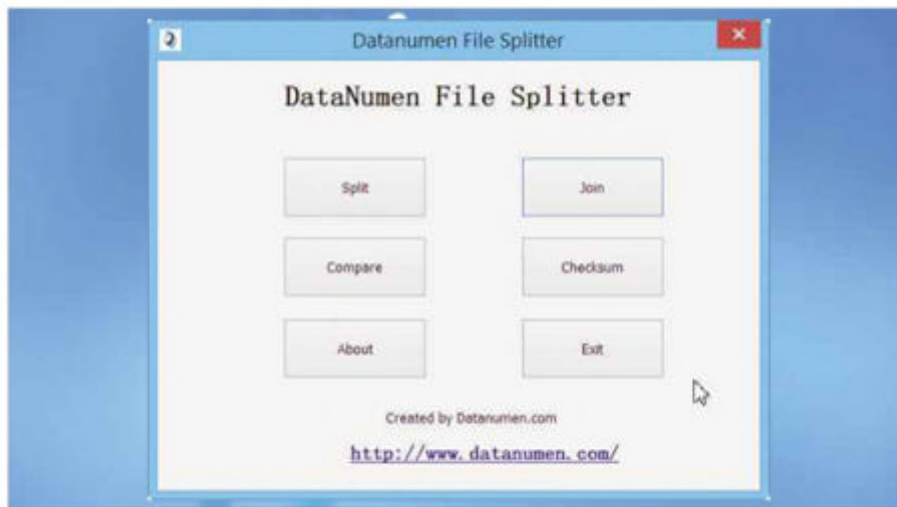 Datanumen File Splitter
DataNumen File Splitter
Split
Join
Compare
Checksum
About
Exit
Created by Datanumen.com
http://www.datanumen.com/